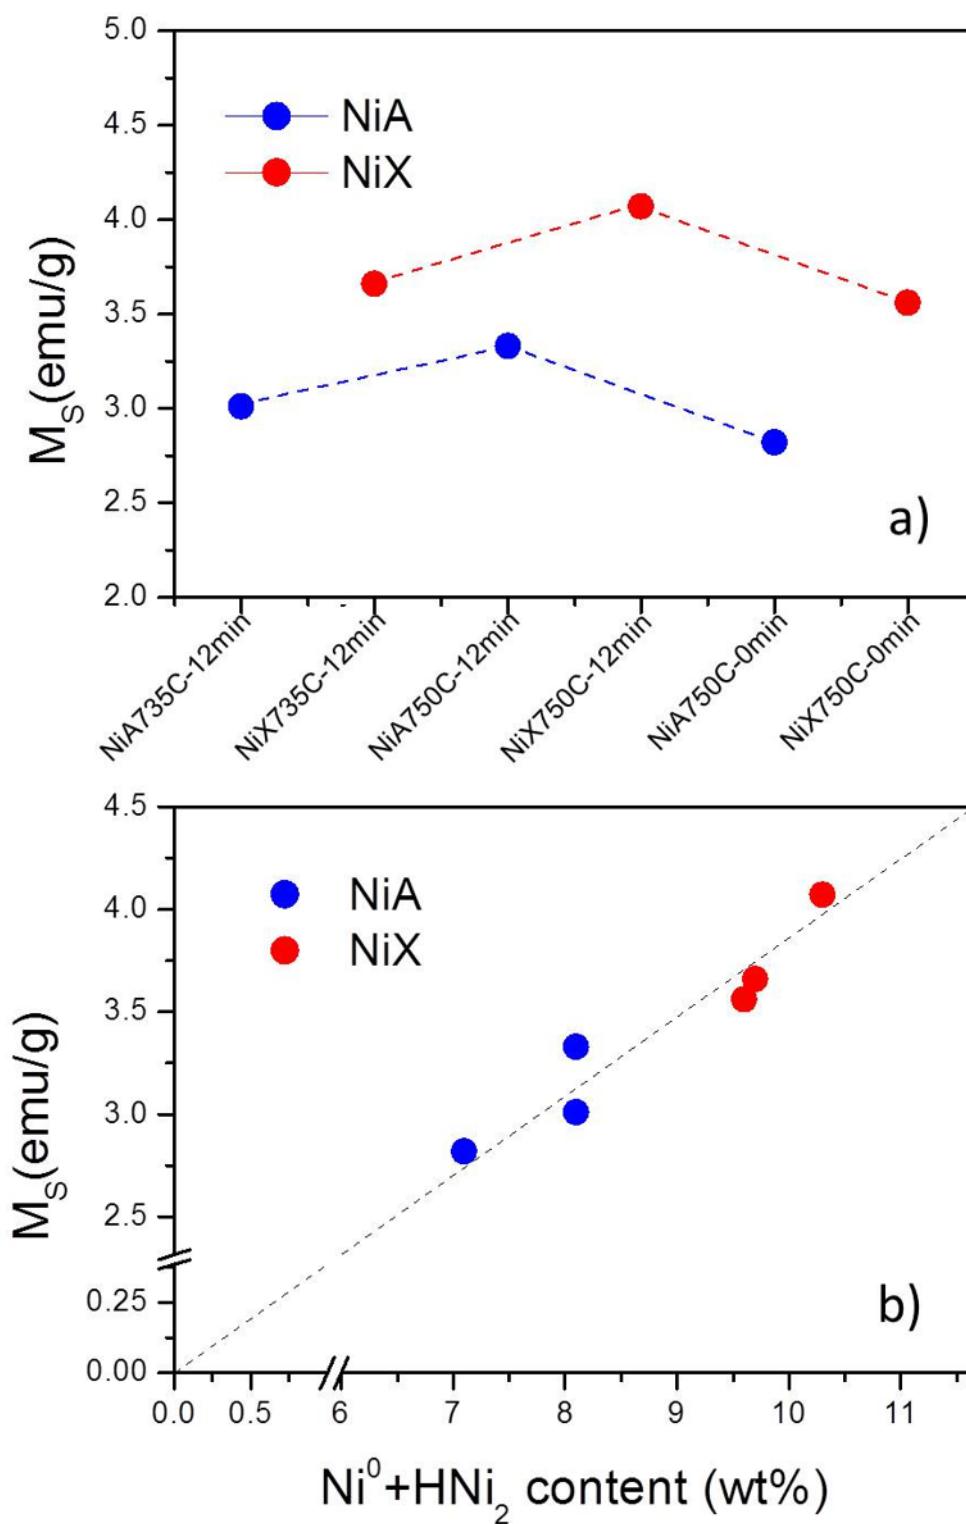 5.0
4.5
4.0
3.5
3.0
2.5
2.0
M_S(emu/g)
NiA
NiX
a)
NiA735C-12min
NiX735C-12min
NiA750C-12min
NiX750C-12min
NiA750C-0min
NiX750C-0min
4.5
4.0
3.5
3.0
2.5
0.25
0.00
M_S(emu/g)
NiA
NiX
b)
0.0 0.5 6 7 8 9 10 11
Ni⁰+HNi₂ content (wt%)